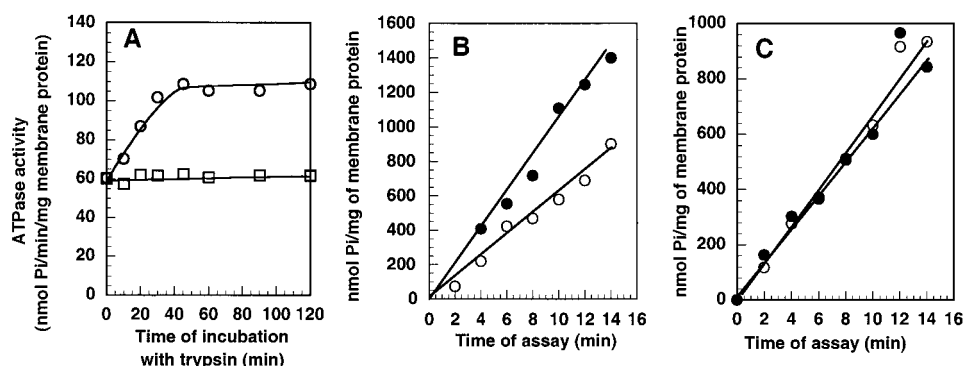 A
ATPase activity
(nmol Pi/min/mg membrane protein)
140
120
100
80
60
40
20
0
0 20 40 60 80 100 120
Time of incubation
with trypsin (min)
B
nmol Pi/mg of membrane protein
1600
1400
1200
1000
800
600
400
200
0
0 2 4 6 8 10 12 14 16
Time of assay (min)
C
nmol Pi/mg of membrane protein
1000
800
600
400
200
0
0 2 4 6 8 10 12 14 16
Time of assay (min)